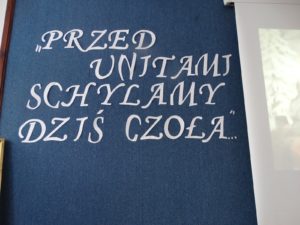 „PRZED
UNITAMI
SCHYLAMY
DZIŚ CZOŁA..."